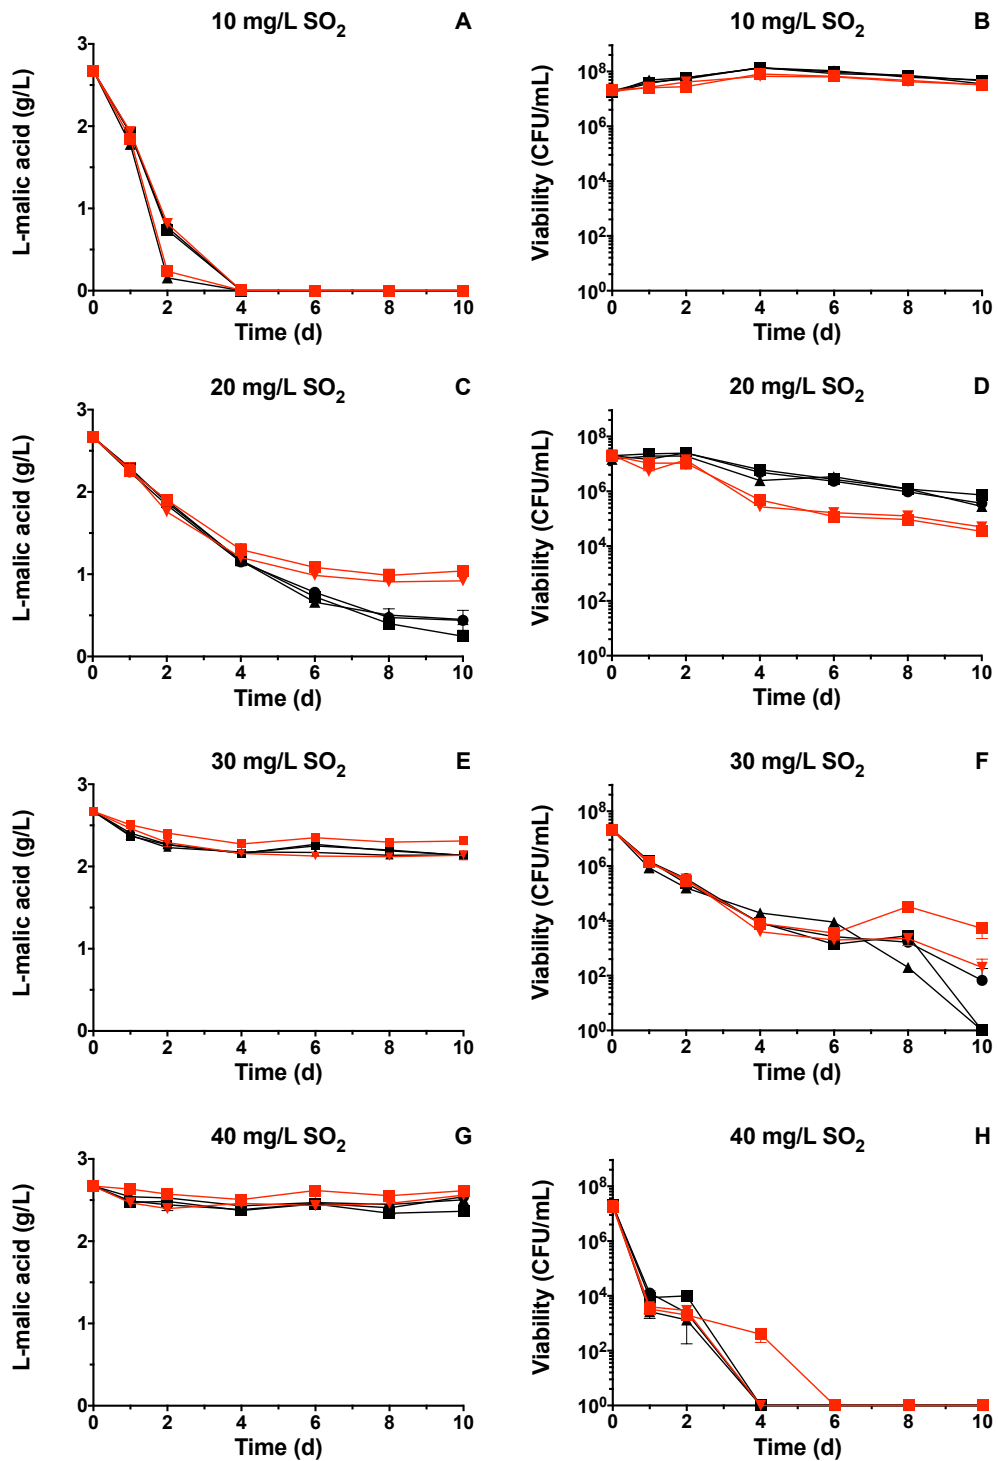 10 mg/L SO2 A
3
2
1
0
L-malic acid (g/L)
0 2 4 6 8 10
Time (d)
10 mg/L SO2 B
10^8
10^6
10^4
10^2
10^0
Viability (CFU/mL)
0 2 4 6 8 10
Time (d)
20 mg/L SO2 C
3
2
1
0
L-malic acid (g/L)
0 2 4 6 8 10
Time (d)
20 mg/L SO2 D
10^8
10^6
10^4
10^2
10^0
Viability (CFU/mL)
0 2 4 6 8 10
Time (d)
30 mg/L SO2 E
3
2
1
0
L-malic acid (g/L)
0 2 4 6 8 10
Time (d)
30 mg/L SO2 F
10^8
10^6
10^4
10^2
10^0
Viability (CFU/mL)
0 2 4 6 8 10
Time (d)
40 mg/L SO2 G
3
2
1
0
L-malic acid (g/L)
0 2 4 6 8 10
Time (d)
40 mg/L SO2 H
10^8
10^6
10^4
10^2
10^0
Viability (CFU/mL)
0 2 4 6 8 10
Time (d)